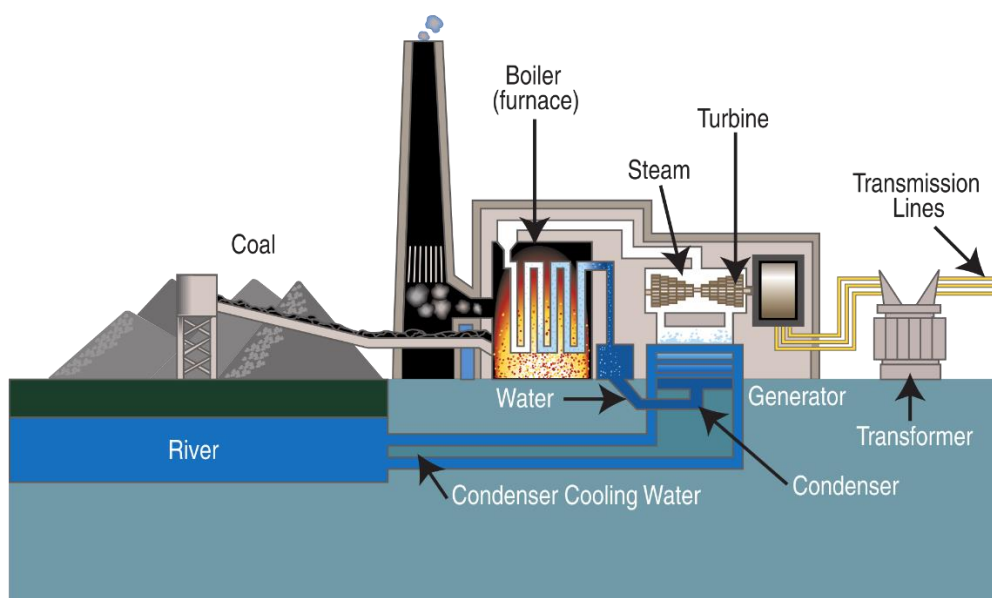 Boiler
(furnace)
Turbine
Steam
Transmission
Lines
Coal
Water
Generator
Transformer
River
Condenser Cooling Water
Condenser